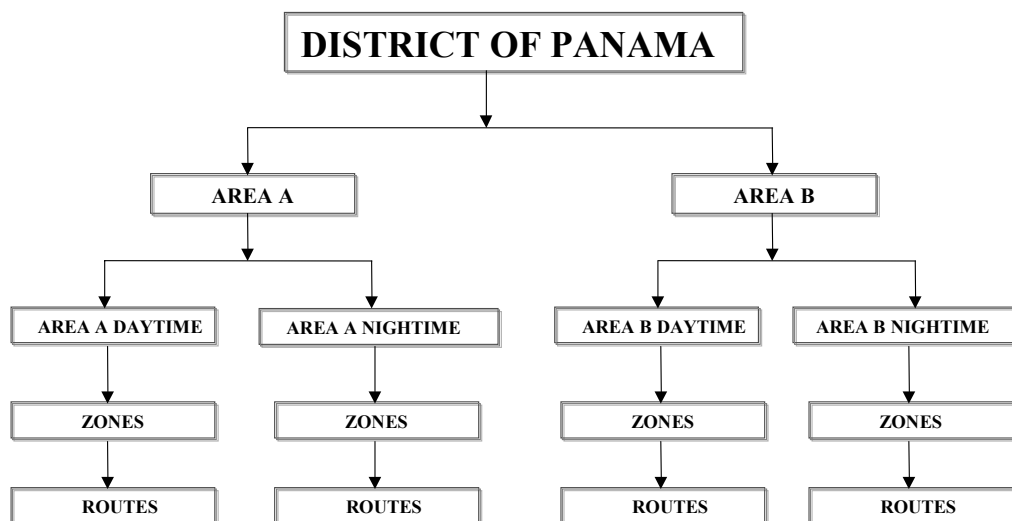 DISTRICT OF PANAMA
AREA A
AREA B
AREA A DAYTIME
AREA A NIGHTIME
AREA B DAYTIME
AREA B NIGHTIME
ZONES
ZONES
ZONES
ZONES
ROUTES
ROUTES
ROUTES
ROUTES